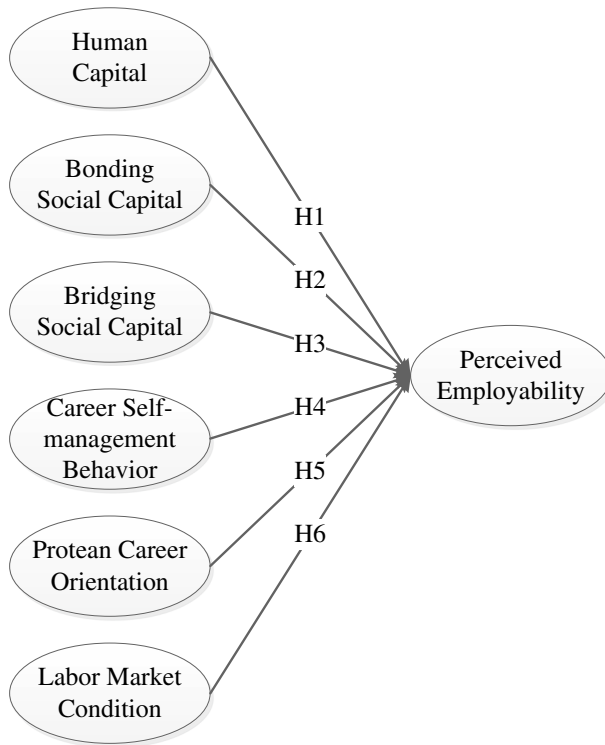 Human
Capital
Bonding
Social Capital
Bridging
Social Capital
Career Self-
management
Behavior
Protean Career
Orientation
Labor Market
Condition
H1
H2
H3
H4
H5
H6
Perceived
Employability